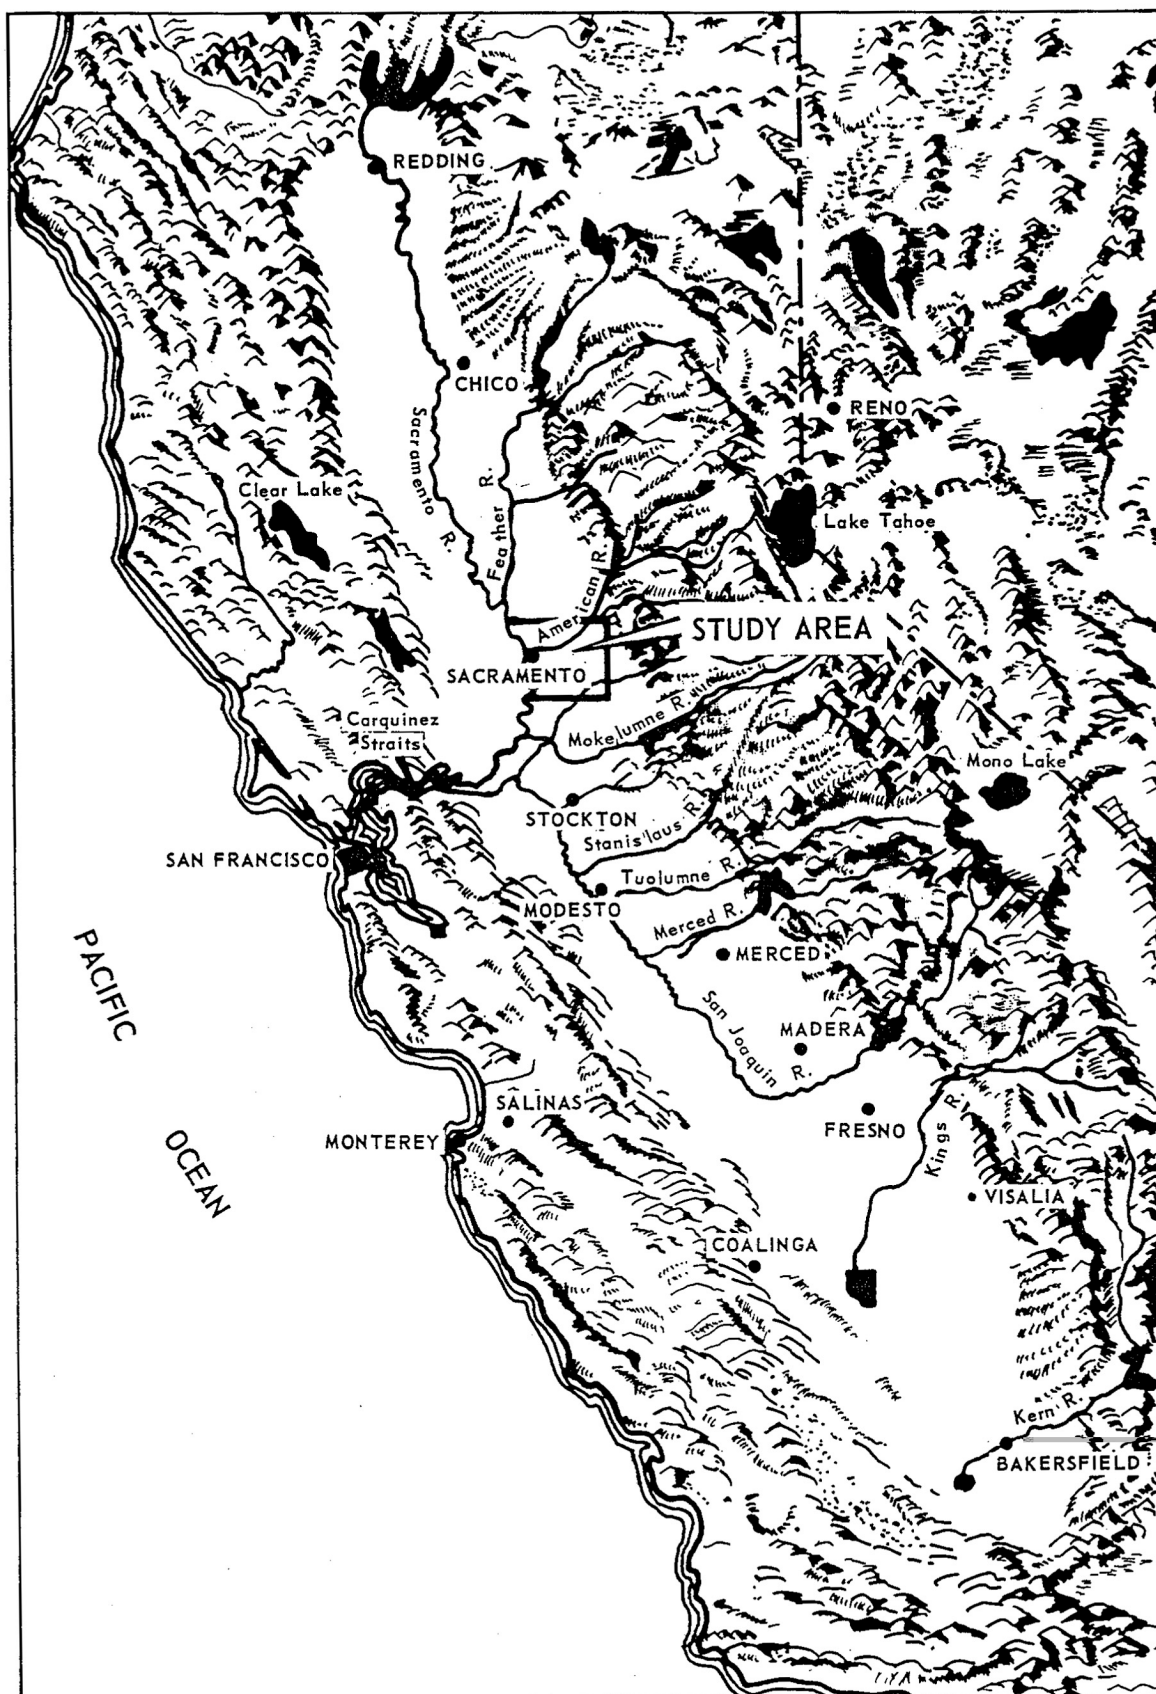 REDDING
CHICO
RENO
Sacramento R.
Feather R.
Clear Lake
Lake Tahoe
American R.
STUDY AREA
SACRAMENTO
Mokelumne R.
Carquinez
Straits
Mono Lake
STOCKTON
Stanislaus R.
SAN FRANCISCO
Tuolumne R.
MODESTO
Merced R.
MERCED
PACIFIC
OCEAN
San Joaquin R.
MADERA
SALINAS
FRESNO
MONTEREY
Kings R.
VISALIA
COALINGA
Kern R.
BAKERSFIELD